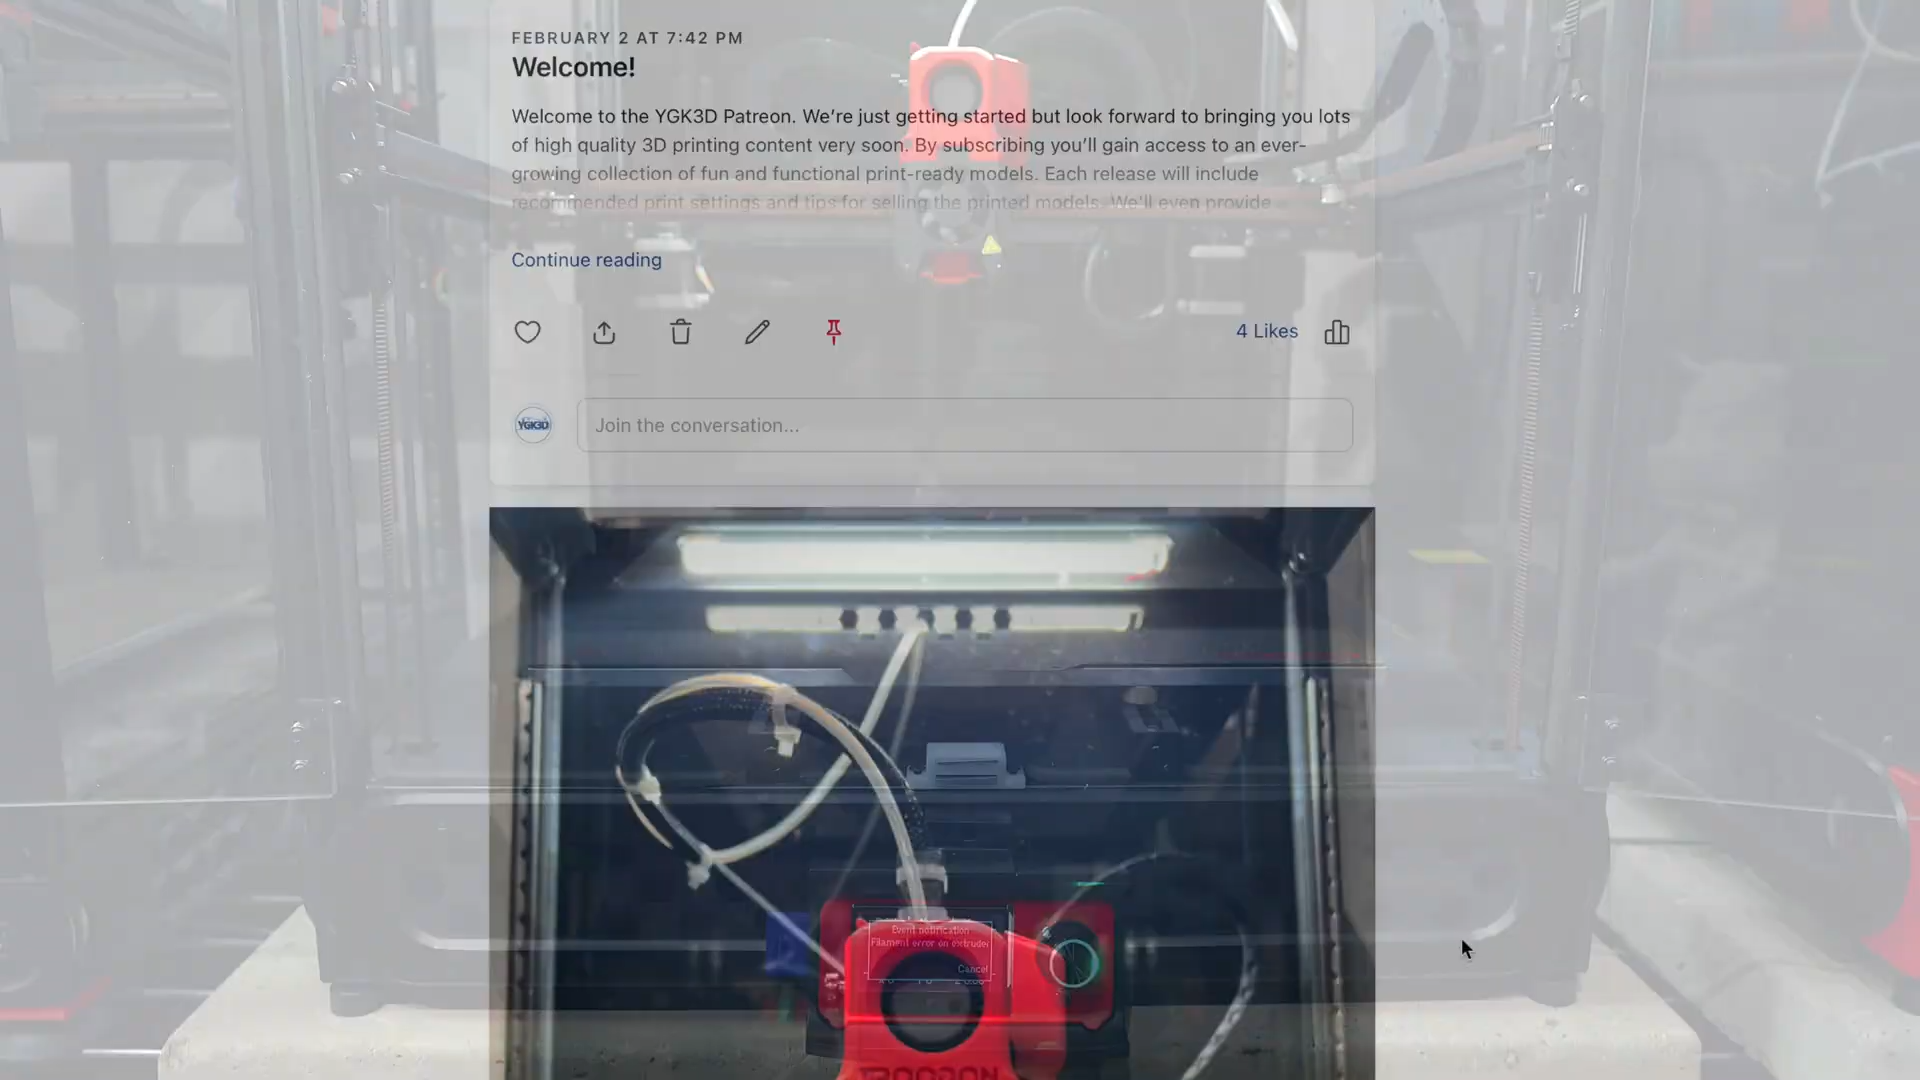 FEBRUARY 2 AT 7:42 PM
Welcome!
Welcome to the YGK3D Patreon. We’re just getting started but look forward to bringing you lots
of high quality 3D printing content very soon. By subscribing you’ll gain access to an ever-
growing collection of fun and functional print-ready models. Each release will include
recommended print settings and tips for selling the printed models. We'll even provide
Continue reading
4 Likes
YGK3D
Join the conversation...
Event notification
Filament error on extruder
Cancel